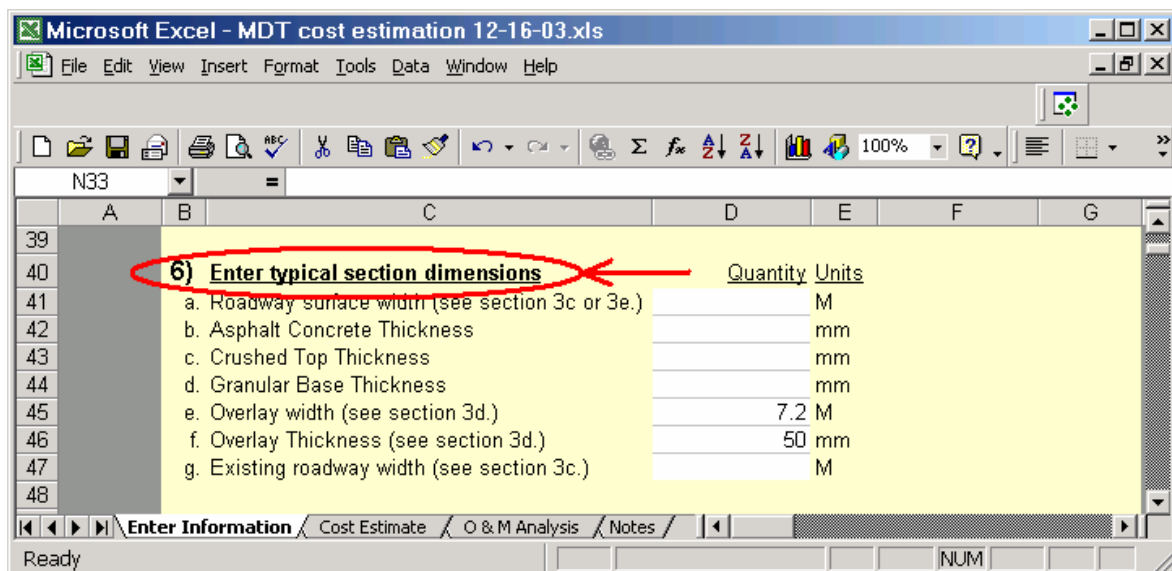 Microsoft Excel - MDT cost estimation 12-16-03.xls
File Edit View Insert Format Tools Data Window Help
100%
N33 =
A B C D E F G
39
40 6) Enter typical section dimensions Quantity Units
41 a. Roadway surface width (see section 3c or 3e.) M
42 b. Asphalt Concrete Thickness mm
43 c. Crushed Top Thickness mm
44 d. Granular Base Thickness mm
45 e. Overlay width (see section 3d.) 7.2 M
46 f. Overlay Thickness (see section 3d.) 50 mm
47 g. Existing roadway width (see section 3c.) M
48
Enter Information Cost Estimate O & M Analysis Notes
Ready NUM